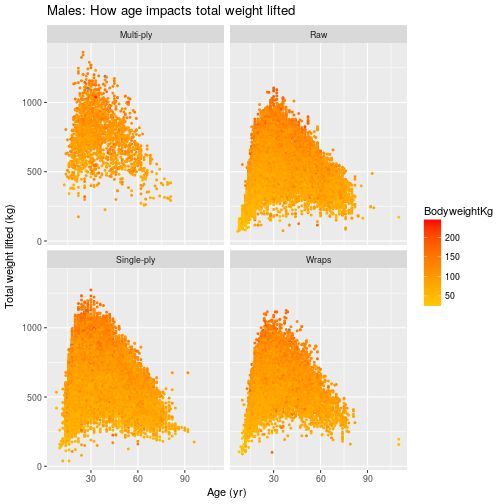 Males: How age impacts total weight lifted
Multi-ply
Raw
1000
500
0
Single-ply
Wraps
1000
500
0
30
60
90
30
60
90
Age (yr)
Total weight lifted (kg)
BodyweightKg
200
150
100
50